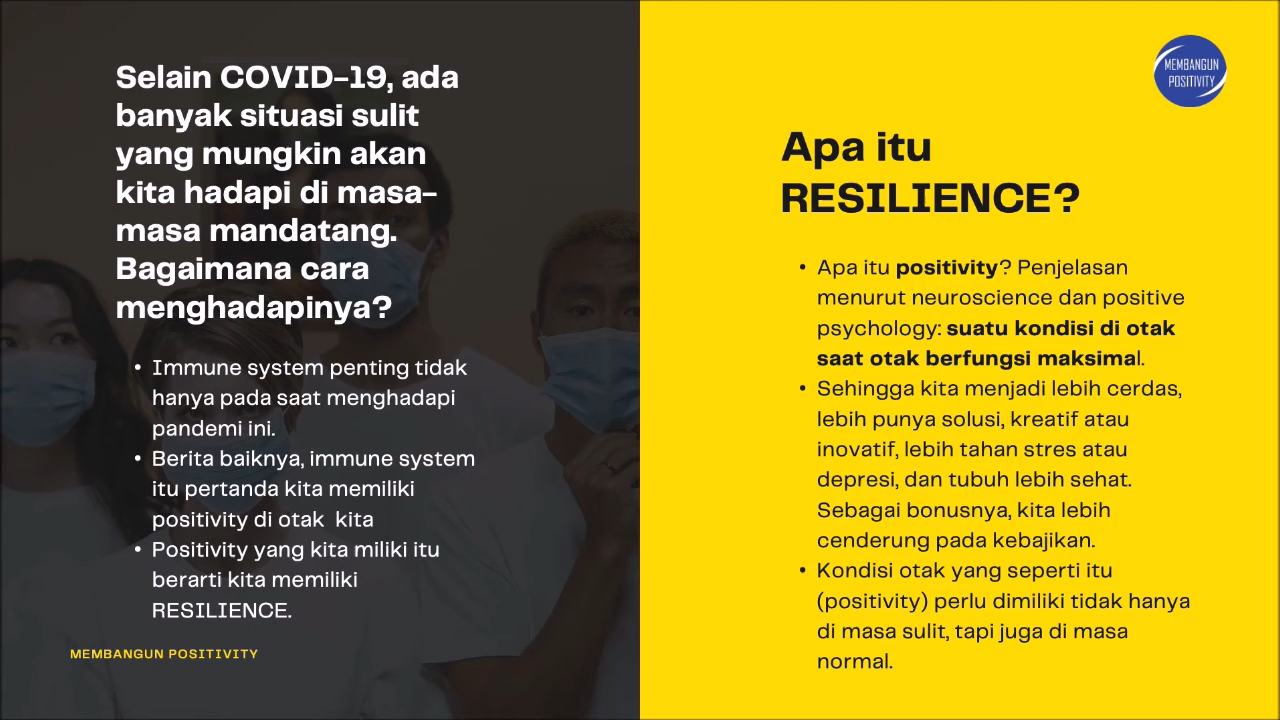 Selain COVID-19, ada
banyak situasi sulit
yang mungkin akan
kita hadapi di masa-
masa mandatang.
Bagaimana cara
menghadapinya?
• Immune system penting tidak
hanya pada saat menghadapi
pandemi ini.
• Berita baiknya, immune system
itu pertanda kita memiliki
positivity di otak kita
• Positivity yang kita miliki itu
berarti kita memiliki
RESILIENCE.
MEMBANGUN POSITIVITY
MEMBANGUN
POSITIVITY
Apa itu
RESILIENCE?
• Apa itu positivity? Penjelasan
menurut neuroscience dan positive
psychology: suatu kondisi di otak
saat otak berfungsi maksimal.
• Sehingga kita menjadi lebih cerdas,
lebih punya solusi, kreatif atau
inovatif, lebih tahan stres atau
depresi, dan tubuh lebih sehat.
Sebagai bonusnya, kita lebih
cenderung pada kebajikan.
• Kondisi otak yang seperti itu
(positivity) perlu dimiliki tidak hanya
di masa sulit, tapi juga di masa
normal.